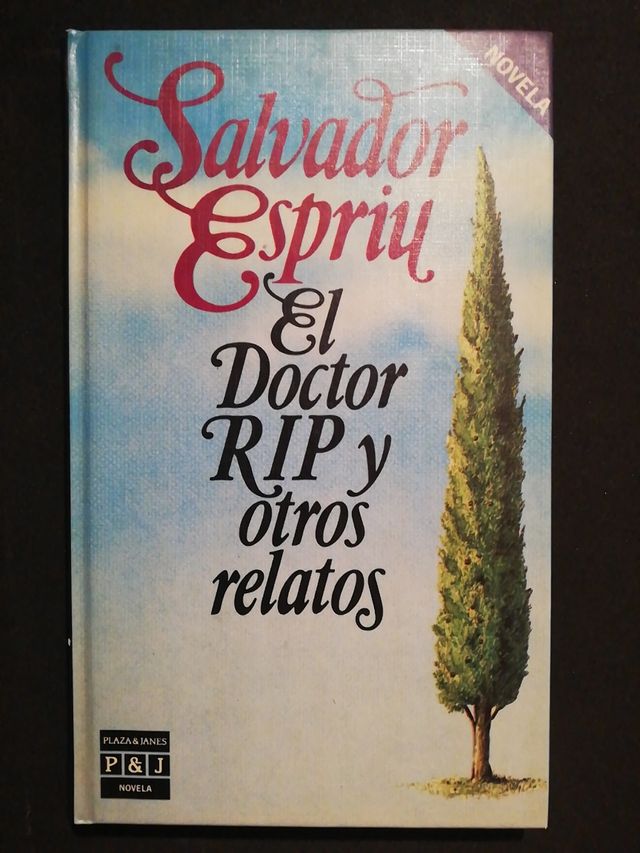 NOVELA
Salvador
Espriu
El
Doctor
RIP y
otros
relatos
PLAZA & JANES
P & J
NOVELA